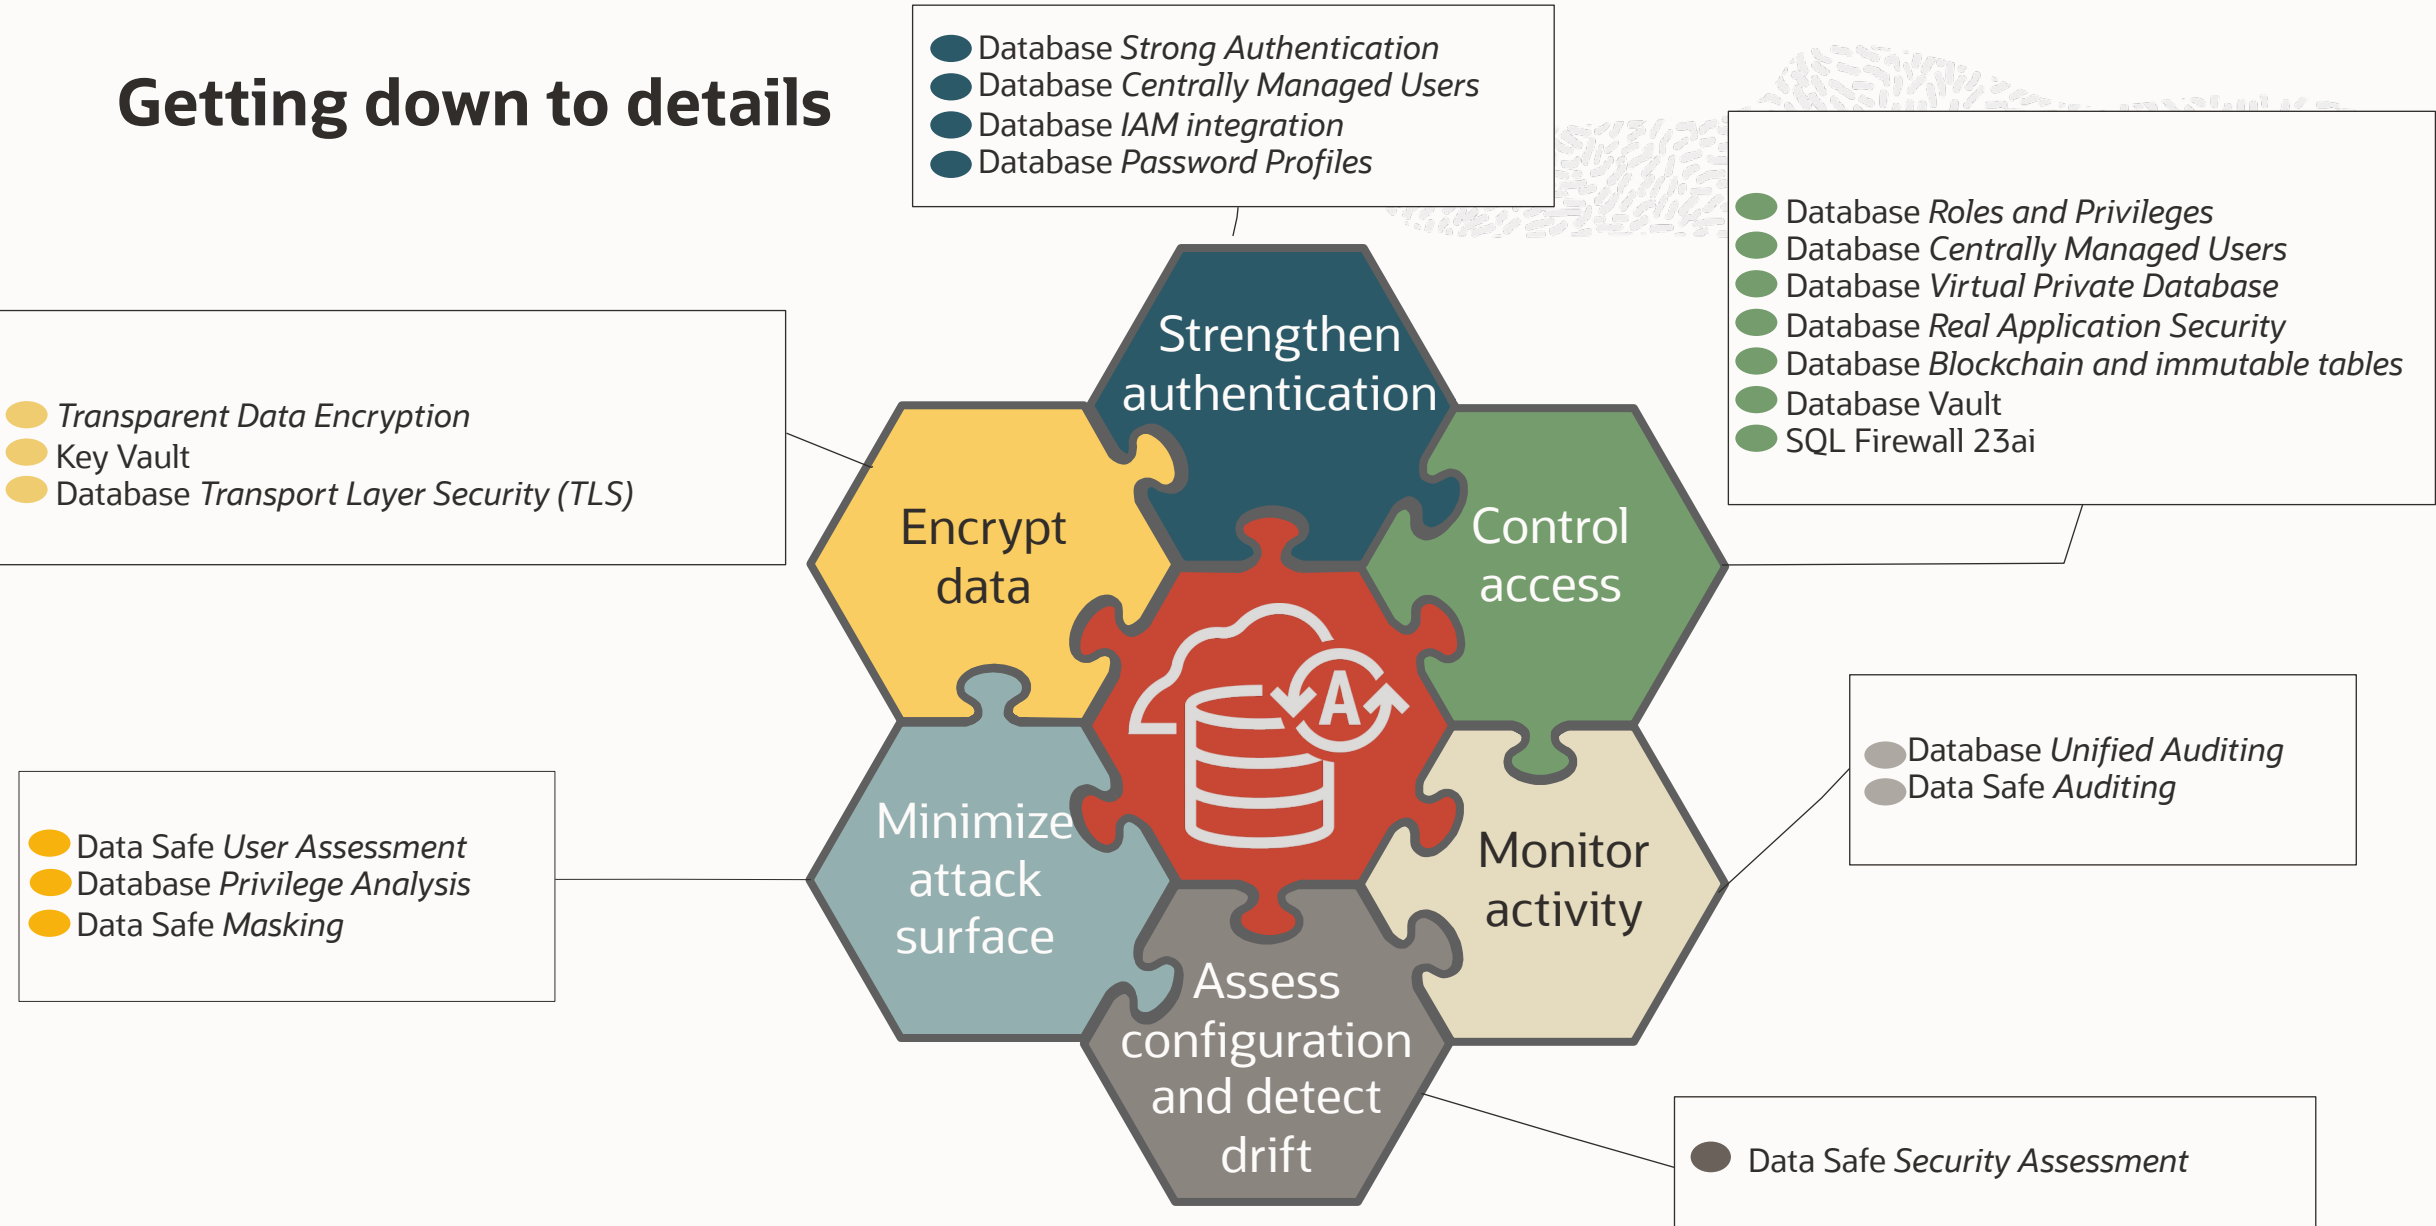 Getting down to details
Database Strong Authentication
Database Centrally Managed Users
Database IAM integration
Database Password Profiles
Database Roles and Privileges
Database Centrally Managed Users
Database Virtual Private Database
Database Real Application Security
Database Blockchain and immutable tables
Database Vault
SQL Firewall 23ai
Transparent Data Encryption
Key Vault
Database Transport Layer Security (TLS)
Strengthen
authentication
Encrypt
data
Control
access
A
Minimize
attack
surface
Monitor
activity
Assess
configuration
and detect
drift
Database Unified Auditing
Data Safe Auditing
Data Safe User Assessment
Database Privilege Analysis
Data Safe Masking
Data Safe Security Assessment